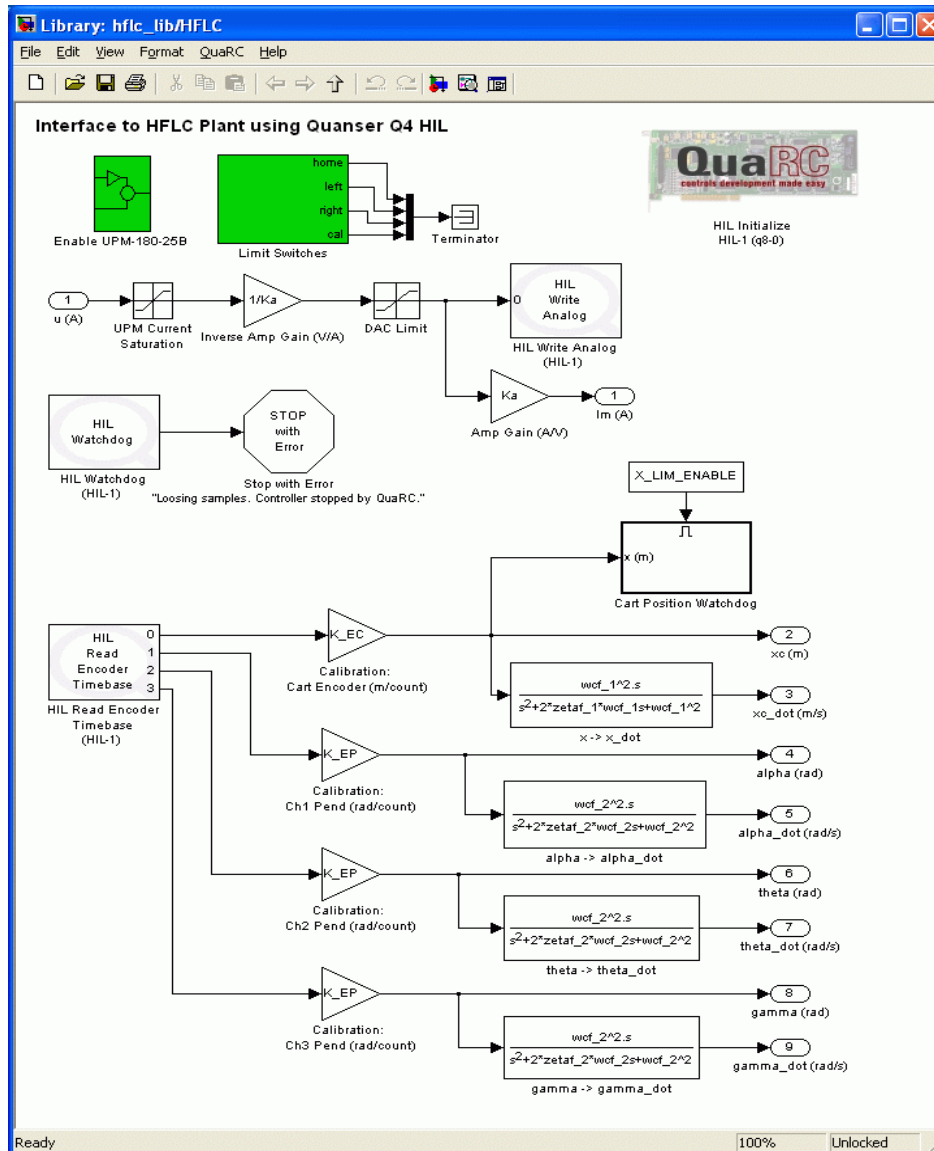 Library: hflc_lib/HFLC
File Edit View Format QuaRC Help
Interface to HFLC Plant using Quanser Q4 HIL
QuaRC
controls development made easy
HIL Initialize
HIL-1 (q8-0)
Enable UPM-180-25B
home
left
right
cal
Limit Switches
Terminator
1
u (A)
UPM Current
Saturation
1/Ka
Inverse Amp Gain (V/A)
DAC Limit
0
HIL
Write
Analog
HIL Write Analog
(HIL-1)
Ka
Amp Gain (A/V)
1
Im (A)
HIL
Watchdog
HIL Watchdog
(HIL-1)
STOP
with
Error
Stop with Error
"Loosing samples. Controller stopped by QuaRC."
X_LIM_ENABLE
x (m)
Cart Position Watchdog
HIL
Read
Encoder
Timebase
0
1
2
3
HIL Read Encoder
Timebase
(HIL-1)
K_EC
Calibration:
Cart Encoder (m/count)
2
xc (m)
wcf_1^2.s
s2+2*zetaf_1*wcf_1s+wcf_1^2
x -> x_dot
3
xc_dot (m/s)
K_EP
Calibration:
Ch1 Pend (rad/count)
4
alpha (rad)
wcf_2^2.s
s2+2*zetaf_2*wcf_2s+wcf_2^2
alpha -> alpha_dot
5
alpha_dot (rad/s)
K_EP
Calibration:
Ch2 Pend (rad/count)
6
theta (rad)
wcf_2^2.s
s2+2*zetaf_2*wcf_2s+wcf_2^2
theta -> theta_dot
7
theta_dot (rad/s)
K_EP
Calibration:
Ch3 Pend (rad/count)
8
gamma (rad)
wcf_2^2.s
s2+2*zetaf_2*wcf_2s+wcf_2^2
gamma -> gamma_dot
9
gamma_dot (rad/s)
Ready
100%
Unlocked